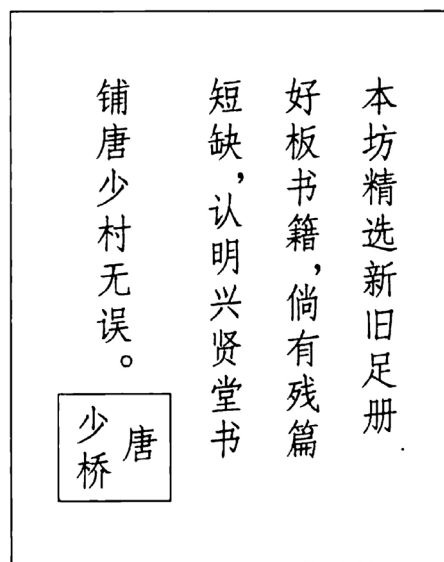 本坊精选新旧足册
好板书籍,倘有残篇
短缺,认明兴贤堂书
铺唐少村无误。
唐
少桥